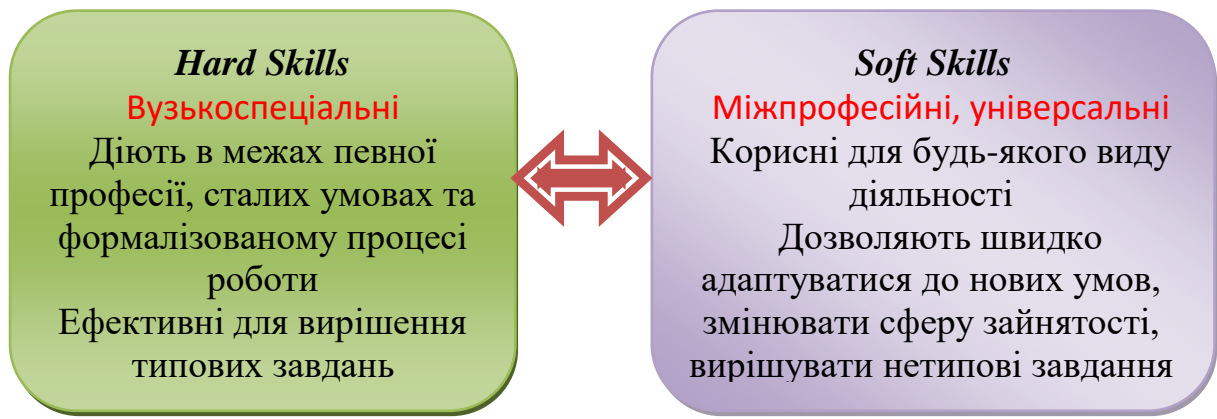 Hard Skills
Вузькоспеціальні
Діють в межах певної
професії, сталих умовах та
формалізованому процесі
роботи
Ефективні для вирішення
типових завдань
Soft Skills
Міжпрофесійні, універсальні
Корисні для будь-якого виду
діяльності
Дозволяють швидко
адаптуватися до нових умов,
змінювати сферу зайнятості,
вирішувати нетипові завдання